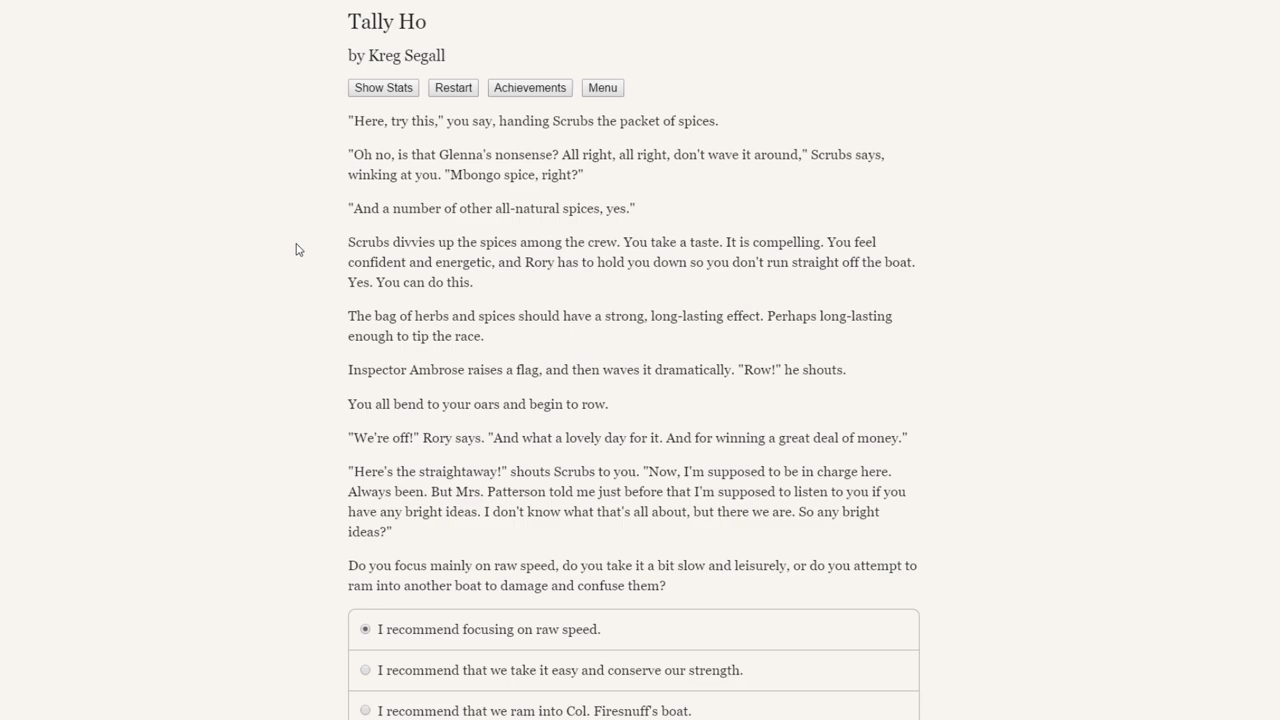 Tally Ho
by Kreg Segall
Show Stats Restart Achievements Menu
"Here, try this," you say, handing Scrubs the packet of spices.
"Oh no, is that Glenna's nonsense? All right, all right, don't wave it around," Scrubs says,
winking at you. "Mbongo spice, right?"
"And a number of other all-natural spices, yes."
Scrubs divvies up the spices among the crew. You take a taste. It is compelling. You feel
confident and energetic, and Rory has to hold you down so you don't run straight off the boat.
Yes. You can do this.
The bag of herbs and spices should have a strong, long-lasting effect. Perhaps long-lasting
enough to tip the race.
Inspector Ambrose raises a flag, and then waves it dramatically. "Row!" he shouts.
You all bend to your oars and begin to row.
"We're off!" Rory says. "And what a lovely day for it. And for winning a great deal of money."
"Here's the straightaway!" shouts Scrubs to you. "Now, I'm supposed to be in charge here.
Always been. But Mrs. Patterson told me just before that I'm supposed to listen to you if you
have any bright ideas. I don't know what that's all about, but there we are. So any bright
ideas?"
Do you focus mainly on raw speed, do you take it a bit slow and leisurely, or do you attempt to
ram into another boat to damage and confuse them?
I recommend focusing on raw speed.
I recommend that we take it easy and conserve our strength.
I recommend that we ram into Col. Firesnuff's boat.